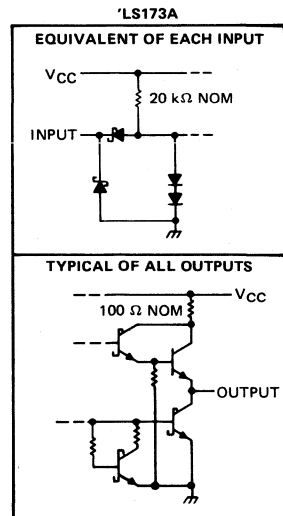 'LS173A
EQUIVALENT OF EACH INPUT
VCC
20 kΩ NOM
INPUT
TYPICAL OF ALL OUTPUTS
VCC
100 Ω NOM
OUTPUT